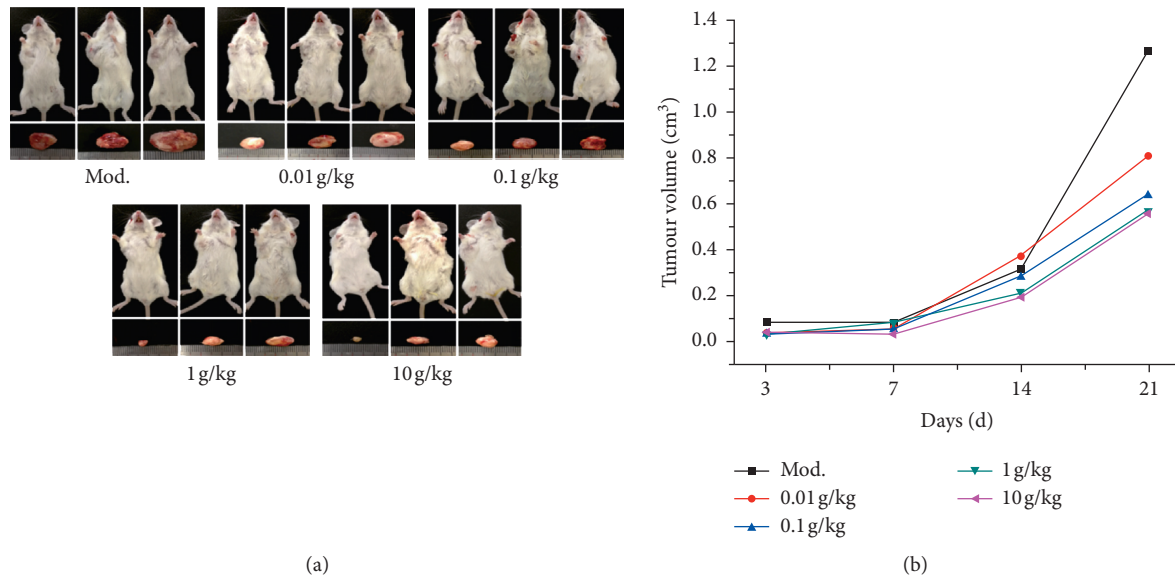 Mod.
0.01 g/kg
0.1 g/kg
1 g/kg
10 g/kg
(a)
1.4
1.2
1.0
0.8
0.6
0.4
0.2
0.0
Tumour volume (cm³)
3
7
14
21
Days (d)
Mod.
0.01 g/kg
0.1 g/kg
1 g/kg
10 g/kg
(b)